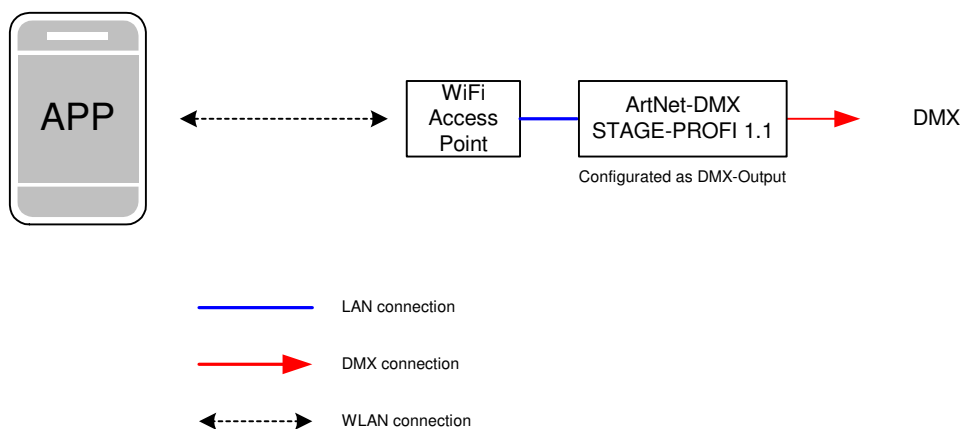 APP
WiFi
Access
Point
ArtNet-DMX
STAGE-PROFI 1.1
DMX
Configurated as DMX-Output
LAN connection
DMX connection
WLAN connection